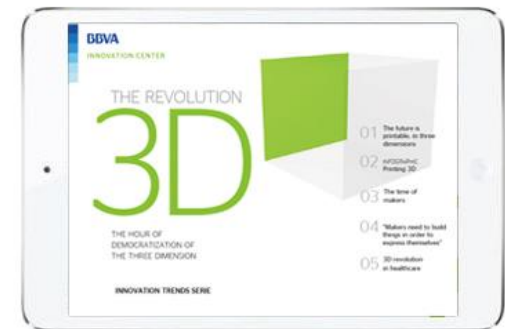 BBVA
INNOVATION CENTER
THE REVOLUTION
3D
THE HOUR OF
DEMOCRATIZATION OF
THE THREE DIMENSION
INNOVATION TRENDS SERIE
01 The future is
printable, in three
dimensions
02 INFOGRAPHIC
Printing 3D
03 The time of
makers
04 "Makers need to build
things in order to
express themselves"
05 3D revolution
in healthcare